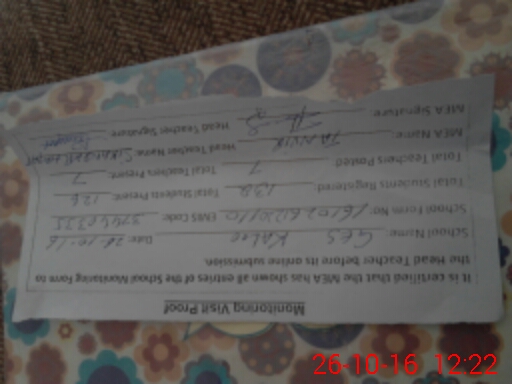 Monitoring Visit Proof
It is certified that the MEA has shown all entries of the School Monitoring Form to
the Head Teacher before its online submission.
School Name: GES Date: 26-10-16
School Form No: EMIS Code:
Total Students Registered Total Students Present: 126
Total Teachers Posted: 7 Total Teachers Present: 7
MEA Name: TANVIR Head Teacher Name:
MEA Signature: Head Teacher Signature:
26-10-16 12:22